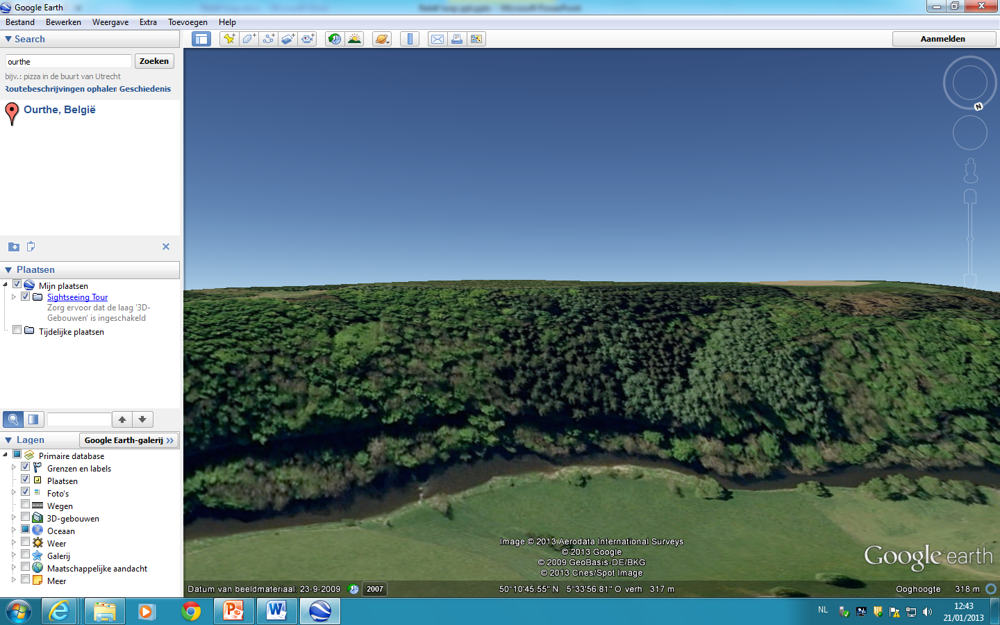 Google Earth
Bestand Bewerken Weergave Extra Toevoegen Help
Search
Aanmelden
ourthe
Zoeken
bijv.: pizza in de buurt van Utrecht
Routebeschrijvingen ophalen Geschiedenis
Ourthe, België
N
Plaatsen
Mijn plaatsen
Sightseeing Tour
Zorg ervoor dat de laag '3D-
Gebouwen' is ingeschakeld
Tijdelijke plaatsen
Lagen
Google Earth-galerij »
Primaire database
Grenzen en labels
Plaatsen
Foto's
Wegen
3D-gebouwen
Oceaan
Weer
Galerij
Maatschappelijke aandacht
Meer
Image © 2013 Aerodata International Surveys
© 2013 Google
© 2009 GeoBasis-DE/BKG
© 2013 Cnes/Spot Image
Google earth
Datum van beeldmateriaal: 23-9-2009 2007 50°10'45.55" N 5°33'56.81" O verh 317 m Ooghoogte 318 m
NL
12:43
21/01/2013